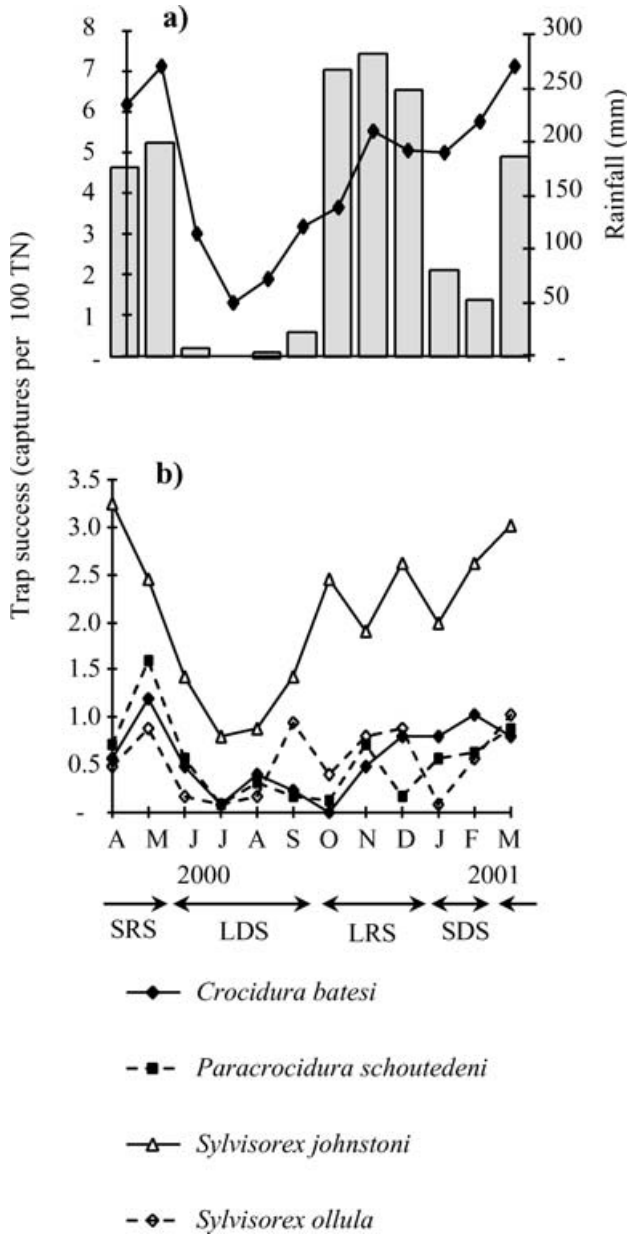 a)
8
7
6
5
4
3
2
1
-
300
250
200
150
100
50
-
Trap success (captures per 100 TN)
Rainfall (mm)
b)
3.5
3.0
2.5
2.0
1.5
1.0
0.5
-
A M J J A S O N D J F M
2000 2001
SRS LDS LRS SDS
Crocidura batesi
Paracrocidura schoutedeni
Sylvisorex johnstoni
Sylvisorex ollula